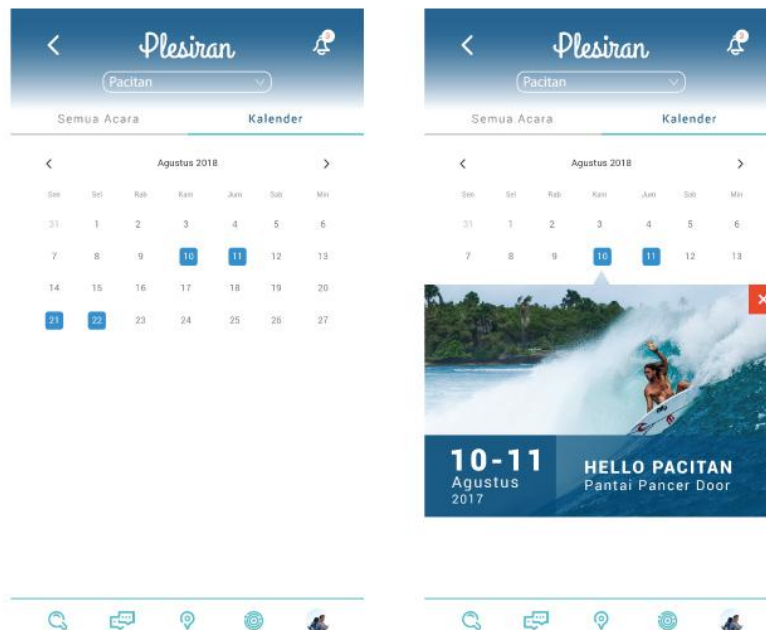 Plesiran
3
Pacitan
Semua Acara Kalender
Agustus 2018
Sen Sel Rab Kam Jum Sab Min
31 1 2 3 4 5 6
7 8 9 10 11 12 13
14 15 16 17 18 19 20
21 22 23 24 25 26 27
Plesiran
3
Pacitan
Semua Acara Kalender
Agustus 2018
Sen Sel Rab Kam Jum Sab Min
31 1 2 3 4 5 6
7 8 9 10 11 12 13
10-11
Agustus
2017
HELLO PACITAN
Pantai Pancer Door